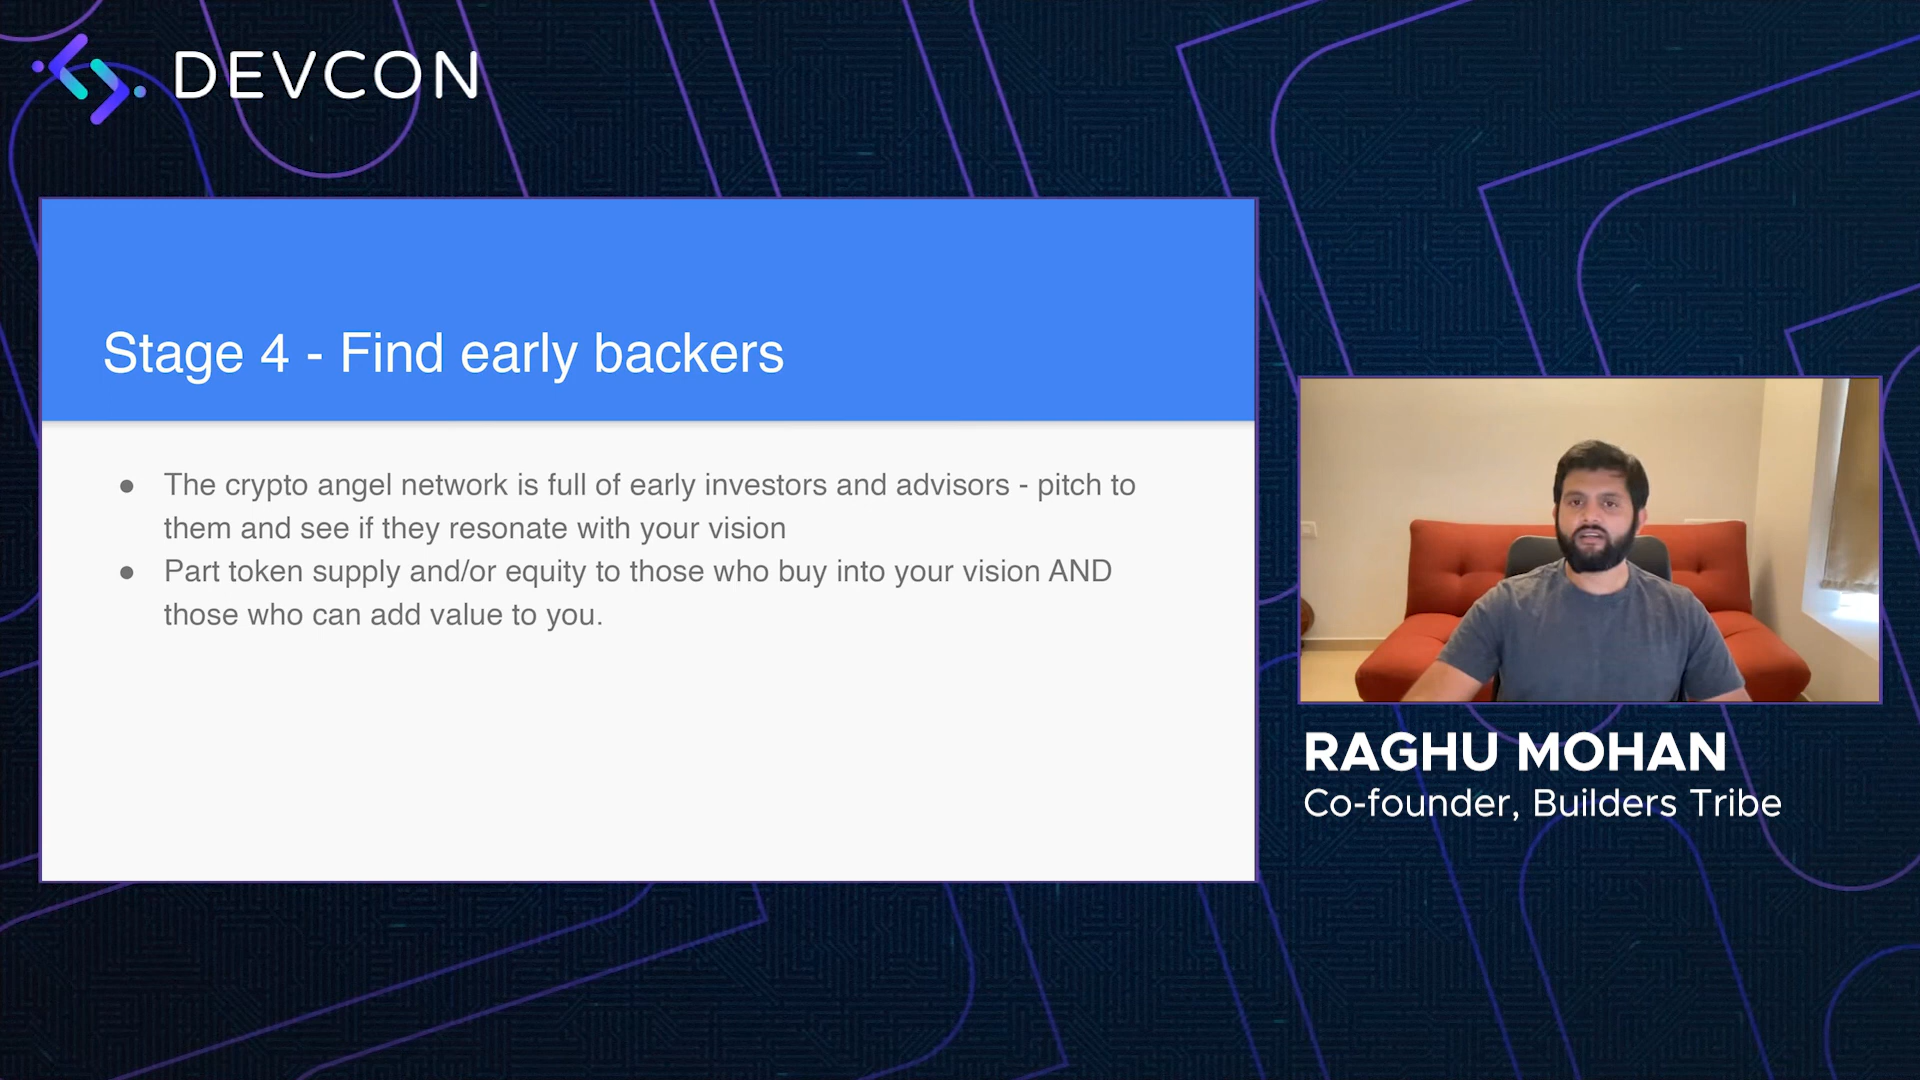 DEVCON
Stage 4 - Find early backers
● The crypto angel network is full of early investors and advisors - pitch to
them and see if they resonate with your vision
● Part token supply and/or equity to those who buy into your vision AND
those who can add value to you.
RAGHU MOHAN
Co-founder, Builders Tribe